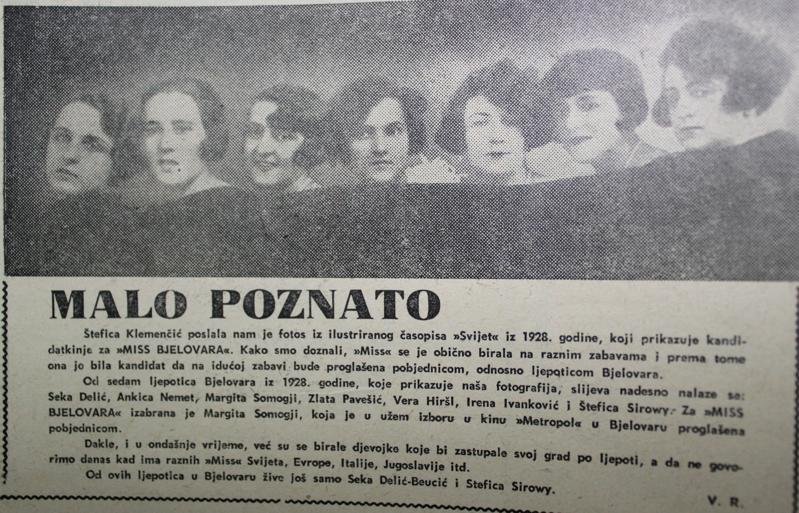 MALO POZNATO
Štefica Klemenčić poslala nam je fotos iz ilustriranog časopisa »Svijet« iz 1928. godine, koji prikazuje kandi-
datkinje za »MISS BJELOVARA«. Kako smo doznali, »Miss« se je obično birala na raznim zabavama i prema tome
ona jo bila kandidat da na idućoj zabavi bude proglašena pobjednicom, odnosno ljepoticom Bjelovara.
Od sedam ljepotica Bjelovara iz 1928. godine, koje prikazuje naša fotografija, slijeva nadesno nalaze se:
Seka Delić, Ankica Nemet, Margita Somogji, Zlata Pavešić, Vera Hiršl, Irena Ivanković i Štefica Sirowy. Za »MISS
BJELOVARA« izabrana je Margita Somogji, koja je u užem izboru u kinu »Metropol« u Bjelovaru proglašena
pobjednicom.
Dakle, i u ondašnje vrijeme, već su se birale djevojke koje bi zastupale svoj grad po ljepoti, a da ne govo-
rimo danas kad ima raznih »Miss« Svijeta, Evrope, Italije, Jugoslavije itd.
Od ovih ljepotica u Bjelovaru žive još samo Seka Delić-Beucić i Štefica Sirowy.
V. R.